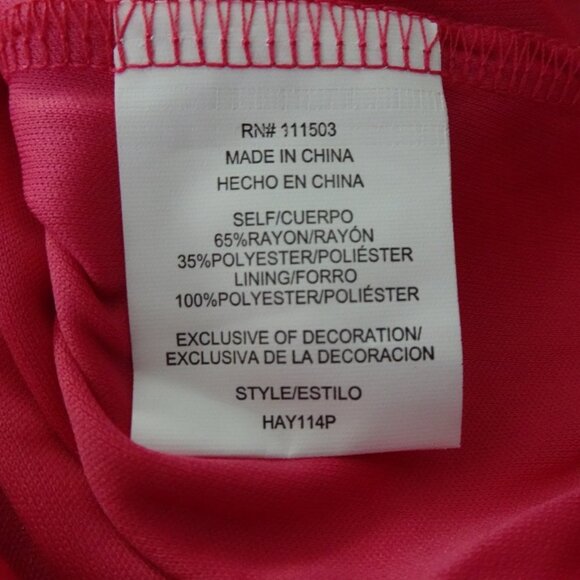 RN# 111503
MADE IN CHINA
HECHO EN CHINA
SELF/CUERPO
65%RAYON/RAYÓN
35%POLYESTER/POLIÉSTER
LINING/FORRO
100%POLYESTER/POLIÉSTER
EXCLUSIVE OF DECORATION/
EXCLUSIVA DE LA DECORACION
STYLE/ESTILO
HAY114P